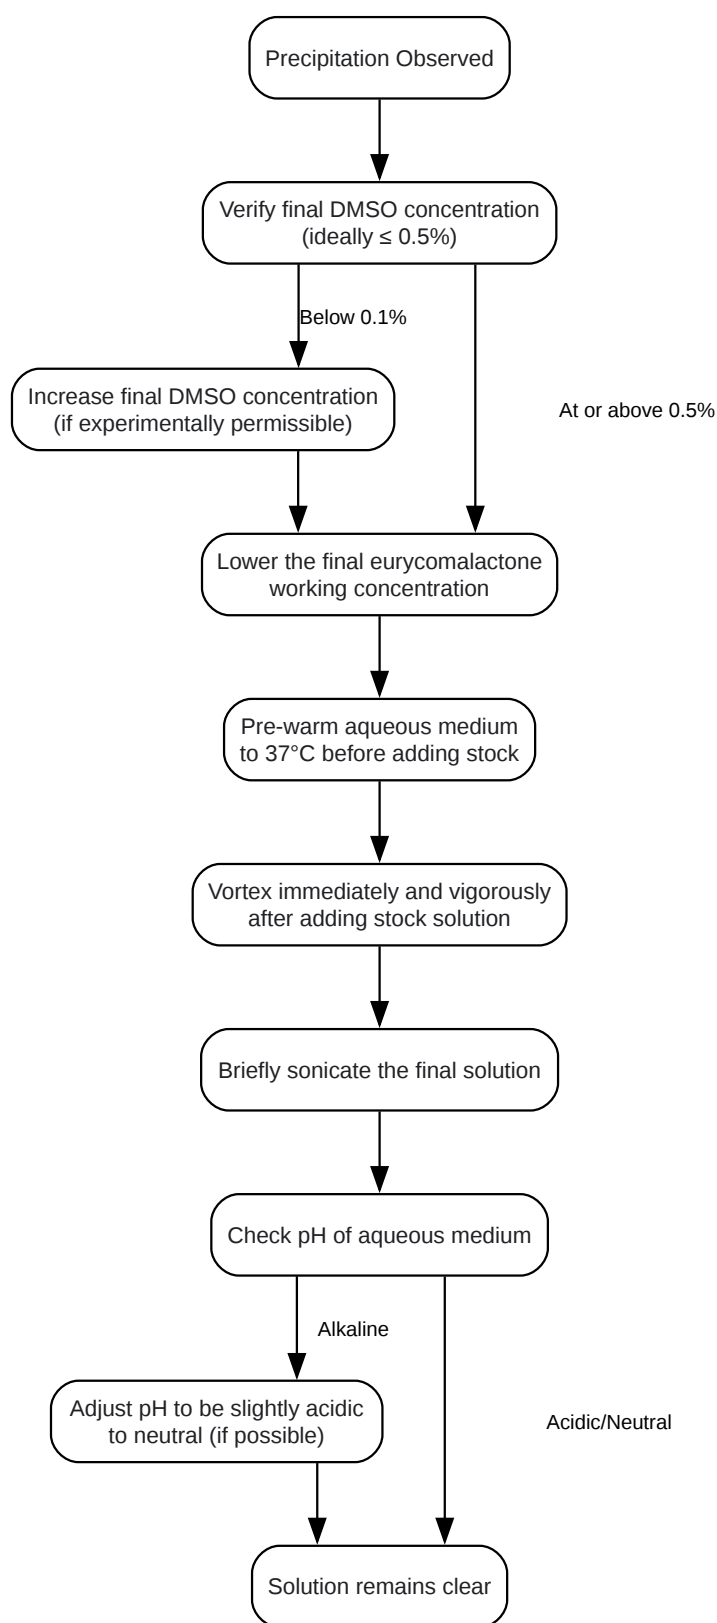 Precipitation Observed
Verify final DMSO concentration
(ideally ≤ 0.5%)
Below 0.1%
Increase final DMSO concentration
(if experimentally permissible)
At or above 0.5%
Lower the final eurycomalactone
working concentration
Pre-warm aqueous medium
to 37°C before adding stock
Vortex immediately and vigorously
after adding stock solution
Briefly sonicate the final solution
Check pH of aqueous medium
Alkaline
Adjust pH to be slightly acidic
to neutral (if possible)
Acidic/Neutral
Solution remains clear